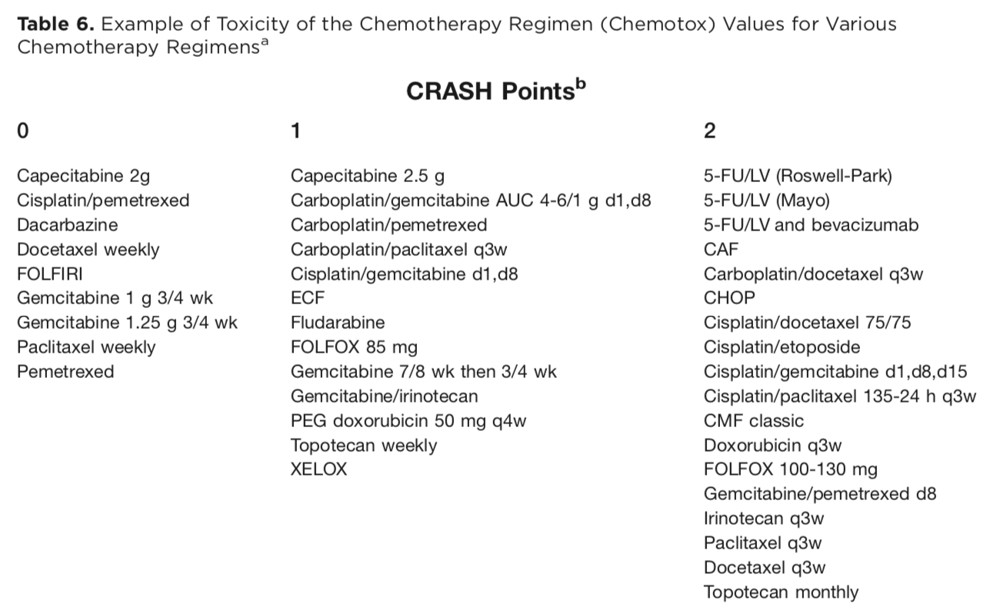 Table 6. Example of Toxicity of the Chemotherapy Regimen (Chemotox) Values for Various
Chemotherapy Regimensa
CRASH Pointsb
0
Capecitabine 2g
Cisplatin/pemetrexed
Dacarbazine
Docetaxel weekly
FOLFIRI
Gemcitabine 1 g 3/4 wk
Gemcitabine 1.25 g 3/4 wk
Paclitaxel weekly
Pemetrexed
1
Capecitabine 2.5 g
Carboplatin/gemcitabine AUC 4-6/1 g d1,d8
Carboplatin/pemetrexed
Carboplatin/paclitaxel q3w
Cisplatin/gemcitabine d1,d8
ECF
Fludarabine
FOLFOX 85 mg
Gemcitabine 7/8 wk then 3/4 wk
Gemcitabine/irinotecan
PEG doxorubicin 50 mg q4w
Topotecan weekly
XELOX
2
5-FU/LV (Roswell-Park)
5-FU/LV (Mayo)
5-FU/LV and bevacizumab
CAF
Carboplatin/docetaxel q3w
CHOP
Cisplatin/docetaxel 75/75
Cisplatin/etoposide
Cisplatin/gemcitabine d1,d8,d15
Cisplatin/paclitaxel 135-24 h q3w
CMF classic
Doxorubicin q3w
FOLFOX 100-130 mg
Gemcitabine/pemetrexed d8
Irinotecan q3w
Paclitaxel q3w
Docetaxel q3w
Topotecan monthly